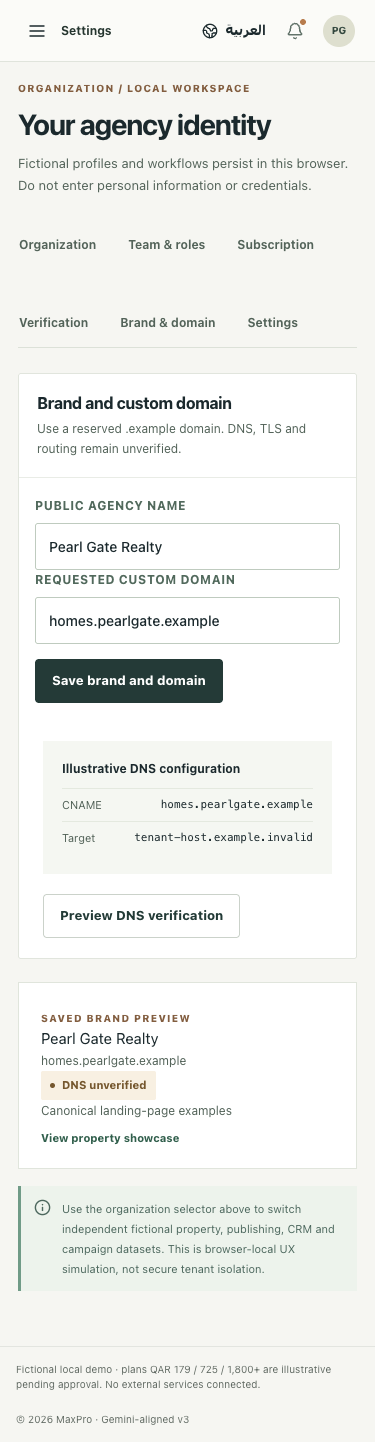 Settings
العربية
PG
ORGANIZATION / LOCAL WORKSPACE
Your agency identity
Fictional profiles and workflows persist in this browser.
Do not enter personal information or credentials.
Organization Team & roles Subscription
Verification Brand & domain Settings
Brand and custom domain
Use a reserved .example domain. DNS, TLS and
routing remain unverified.
PUBLIC AGENCY NAME
Pearl Gate Realty
REQUESTED CUSTOM DOMAIN
homes.pearlgate.example
Save brand and domain
Illustrative DNS configuration
CNAME homes.pearlgate.example
Target tenant-host.example.invalid
Preview DNS verification
SAVED BRAND PREVIEW
Pearl Gate Realty
homes.pearlgate.example
DNS unverified
Canonical landing-page examples
View property showcase
Use the organization selector above to switch
independent fictional property, publishing, CRM and
campaign datasets. This is browser-local UX
simulation, not secure tenant isolation.
Fictional local demo · plans QAR 179 / 725 / 1,800+ are illustrative
pending approval. No external services connected.
© 2026 MaxPro · Gemini-aligned v3